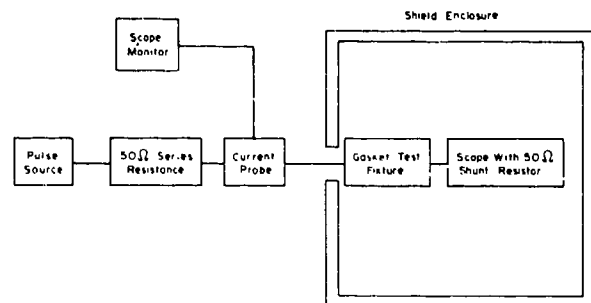 Shield Enclosure
Scope
Monitor
Pulse
Source
50Ω Series
Resistance
Current
Probe
Gasket Test
Fixture
Scope With 50Ω
Shunt Resistor